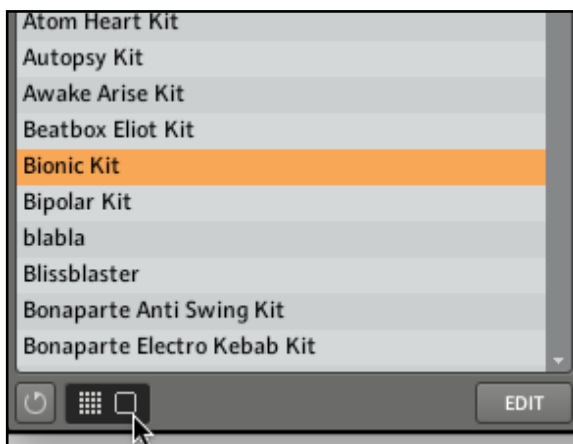 Atom Heart Kit
Autopsy Kit
Awake Arise Kit
Beatbox Eliot Kit
Bionic Kit
Bipolar Kit
blabla
Blissblaster
Bonaparte Anti Swing Kit
Bonaparte Electro Kebab Kit
EDIT